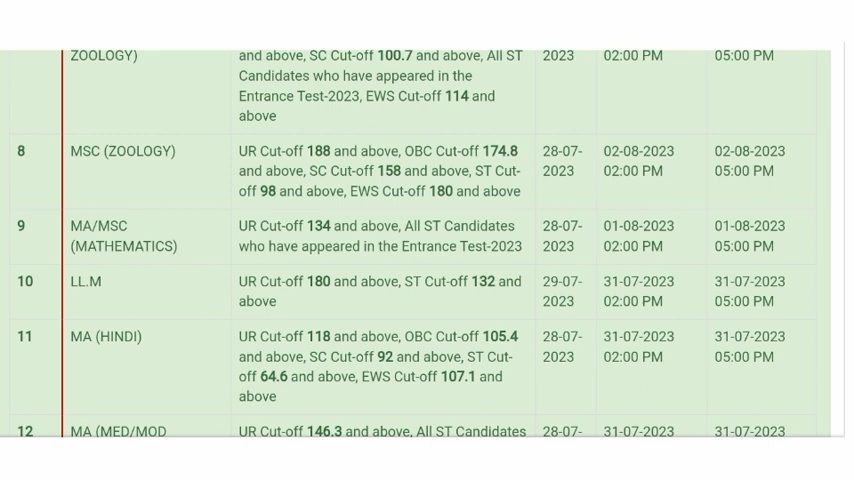 ZOOLOGY) and above, SC Cut-off 100.7 and above, All ST 2023 02:00 PM 05:00 PM
Candidates who have appeared in the
Entrance Test-2023, EWS Cut-off 114 and
above
8 MSC (ZOOLOGY) UR Cut-off 188 and above, OBC Cut-off 174.8 28-07- 02-08-2023 02-08-2023
and above, SC Cut-off 158 and above, ST Cut- 2023 02:00 PM 05:00 PM
off 98 and above, EWS Cut-off 180 and above
9 MA/MSC UR Cut-off 134 and above, All ST Candidates 28-07- 01-08-2023 01-08-2023
(MATHEMATICS) who have appeared in the Entrance Test-2023 2023 02:00 PM 05:00 PM
10 LL.M UR Cut-off 180 and above, ST Cut-off 132 and 29-07- 31-07-2023 31-07-2023
above 2023 02:00 PM 05:00 PM
11 MA (HINDI) UR Cut-off 118 and above, OBC Cut-off 105.4 28-07- 31-07-2023 31-07-2023
and above, SC Cut-off 92 and above, ST Cut- 2023 02:00 PM 05:00 PM
off 64.6 and above, EWS Cut-off 107.1 and
above
12 MA (MED/MOD UR Cut-off 146.3 and above, All ST Candidates 28-07- 31-07-2023 31-07-2023